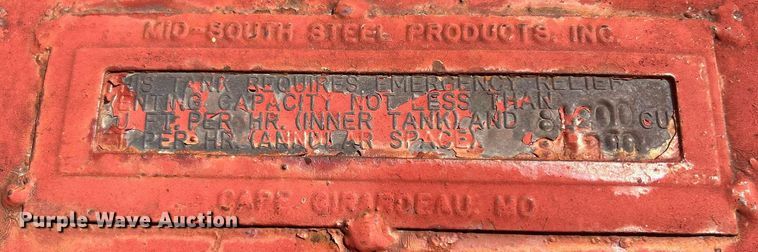 MID-SOUTH STEEL PRODUCTS, INC.
TANK REQUIRES EMERGENCY RELIEF
VENTING CAPACITY NOT LESS THAN
FT. PER HR. (INNER TANK) AND CU
PER HR. (ANNULAR SPACE).
CAPE GIRARDEAU, MO
Purple Wave Auction